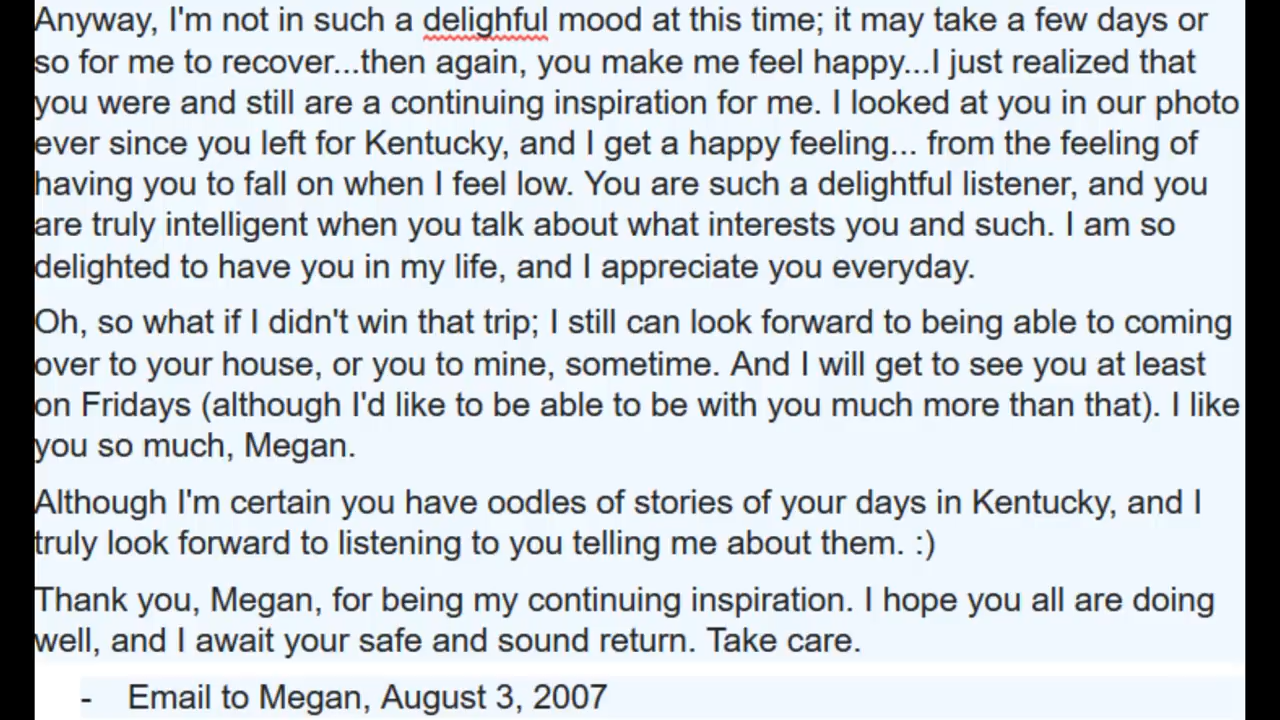 Anyway, I'm not in such a delighful mood at this time; it may take a few days or
so for me to recover...then again, you make me feel happy...I just realized that
you were and still are a continuing inspiration for me. I looked at you in our photo
ever since you left for Kentucky, and I get a happy feeling... from the feeling of
having you to fall on when I feel low. You are such a delightful listener, and you
are truly intelligent when you talk about what interests you and such. I am so
delighted to have you in my life, and I appreciate you everyday.
Oh, so what if I didn't win that trip; I still can look forward to being able to coming
over to your house, or you to mine, sometime. And I will get to see you at least
on Fridays (although I'd like to be able to be with you much more than that). I like
you so much, Megan.
Although I'm certain you have oodles of stories of your days in Kentucky, and I
truly look forward to listening to you telling me about them. :)
Thank you, Megan, for being my continuing inspiration. I hope you all are doing
well, and I await your safe and sound return. Take care.
- Email to Megan, August 3, 2007